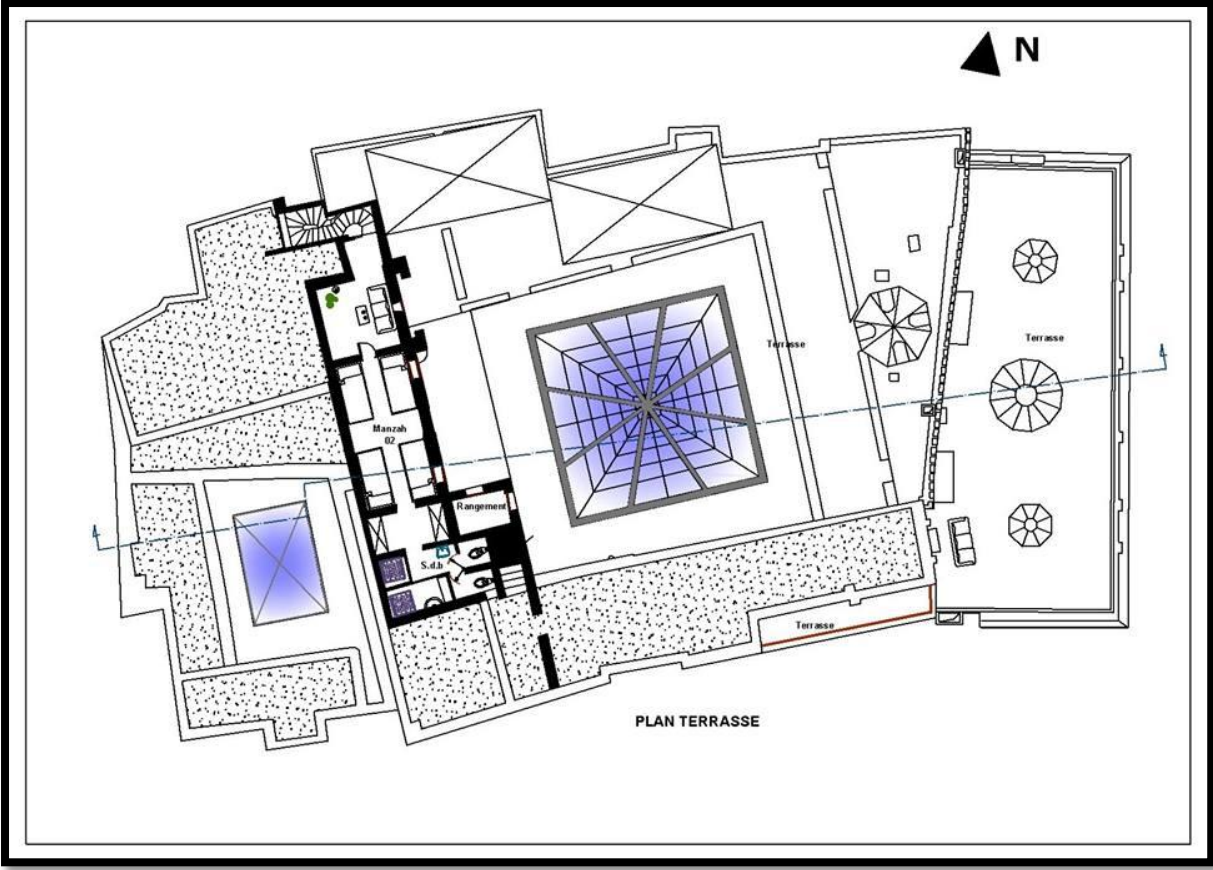 N
Terrasse
Terrasse
Manzah
02
Rangement
S.d.b
Terrasse
PLAN TERRASSE